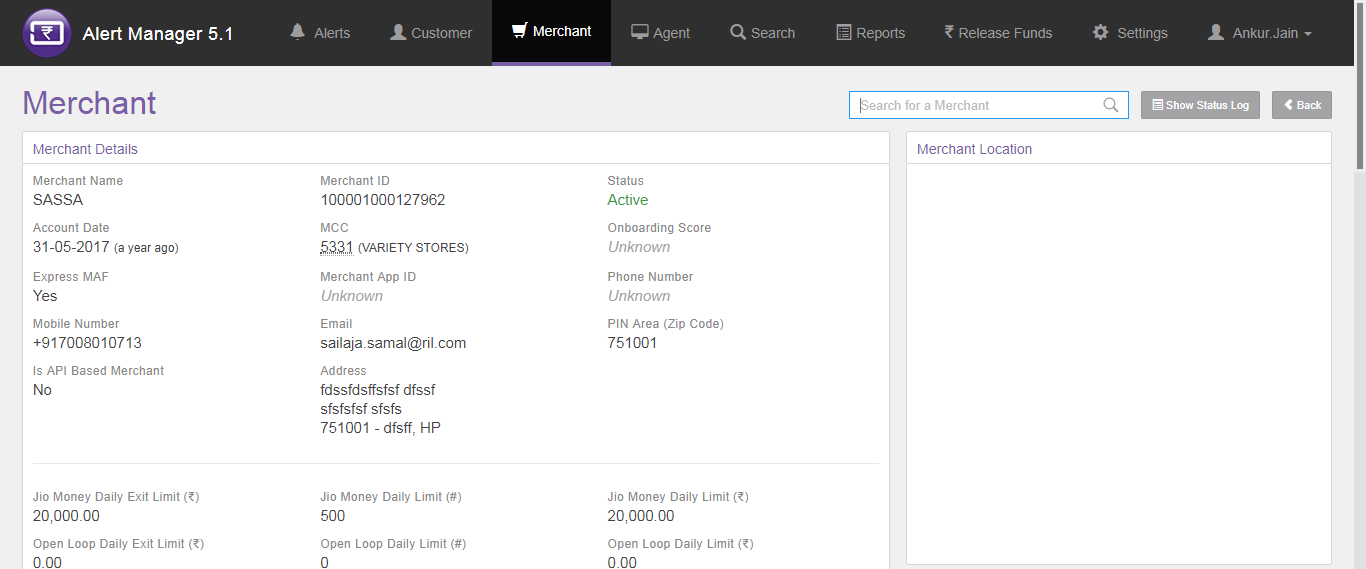 Alert Manager 5.1
Alerts
Customer
Merchant
Agent
Search
Reports
₹ Release Funds
Settings
Ankur.Jain
Merchant
Search for a Merchant
Show Status Log
Back
Merchant Details
Merchant Location
Merchant Name
Merchant ID
Status
SASSA
100001000127962
Active
Account Date
MCC
Onboarding Score
31-05-2017 (a year ago)
5331 (VARIETY STORES)
Unknown
Express MAF
Merchant App ID
Phone Number
Yes
Unknown
Unknown
Mobile Number
Email
PIN Area (Zip Code)
+917008010713
sailaja.samal@ril.com
751001
Is API Based Merchant
Address
No
fdssfdsffsfsf dfssf
sfsfsfsf sfsfs
751001 - dfsff, HP
Jio Money Daily Exit Limit (₹)
Jio Money Daily Limit (#)
Jio Money Daily Limit (₹)
20,000.00
500
20,000.00
Open Loop Daily Exit Limit (₹)
Open Loop Daily Limit (#)
Open Loop Daily Limit (₹)
0.00
0
0.00